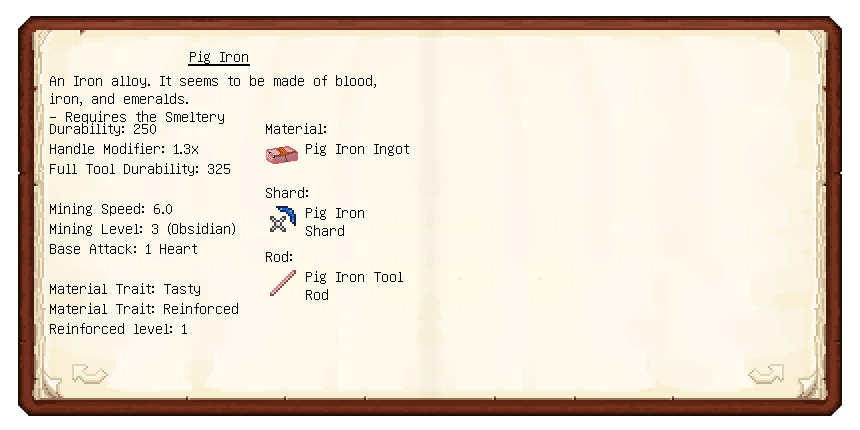 Pig Iron
An Iron alloy. It seems to be made of blood,
iron, and emeralds.
- Requires the Smeltery
Durability: 250
Handle Modifier: 1.3x
Full Tool Durability: 325
Mining Speed: 6.0
Mining Level: 3 (Obsidian)
Base Attack: 1 Heart
Material Trait: Tasty
Material Trait: Reinforced
Reinforced level: 1
Material:
Pig Iron Ingot
Shard:
Pig Iron
Shard
Rod:
Pig Iron Tool
Rod